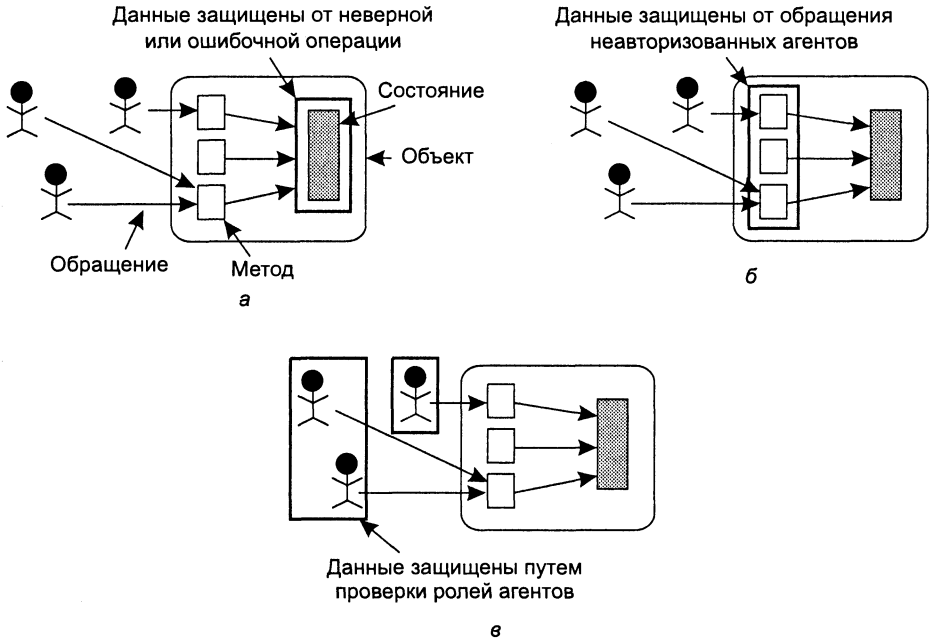 Данные защищены от неверной
или ошибочной операции
Состояние
Объект
Обращение
Метод
а
Данные защищены от обращения
неавторизованных агентов
б
Данные защищены путем
проверки ролей агентов
в